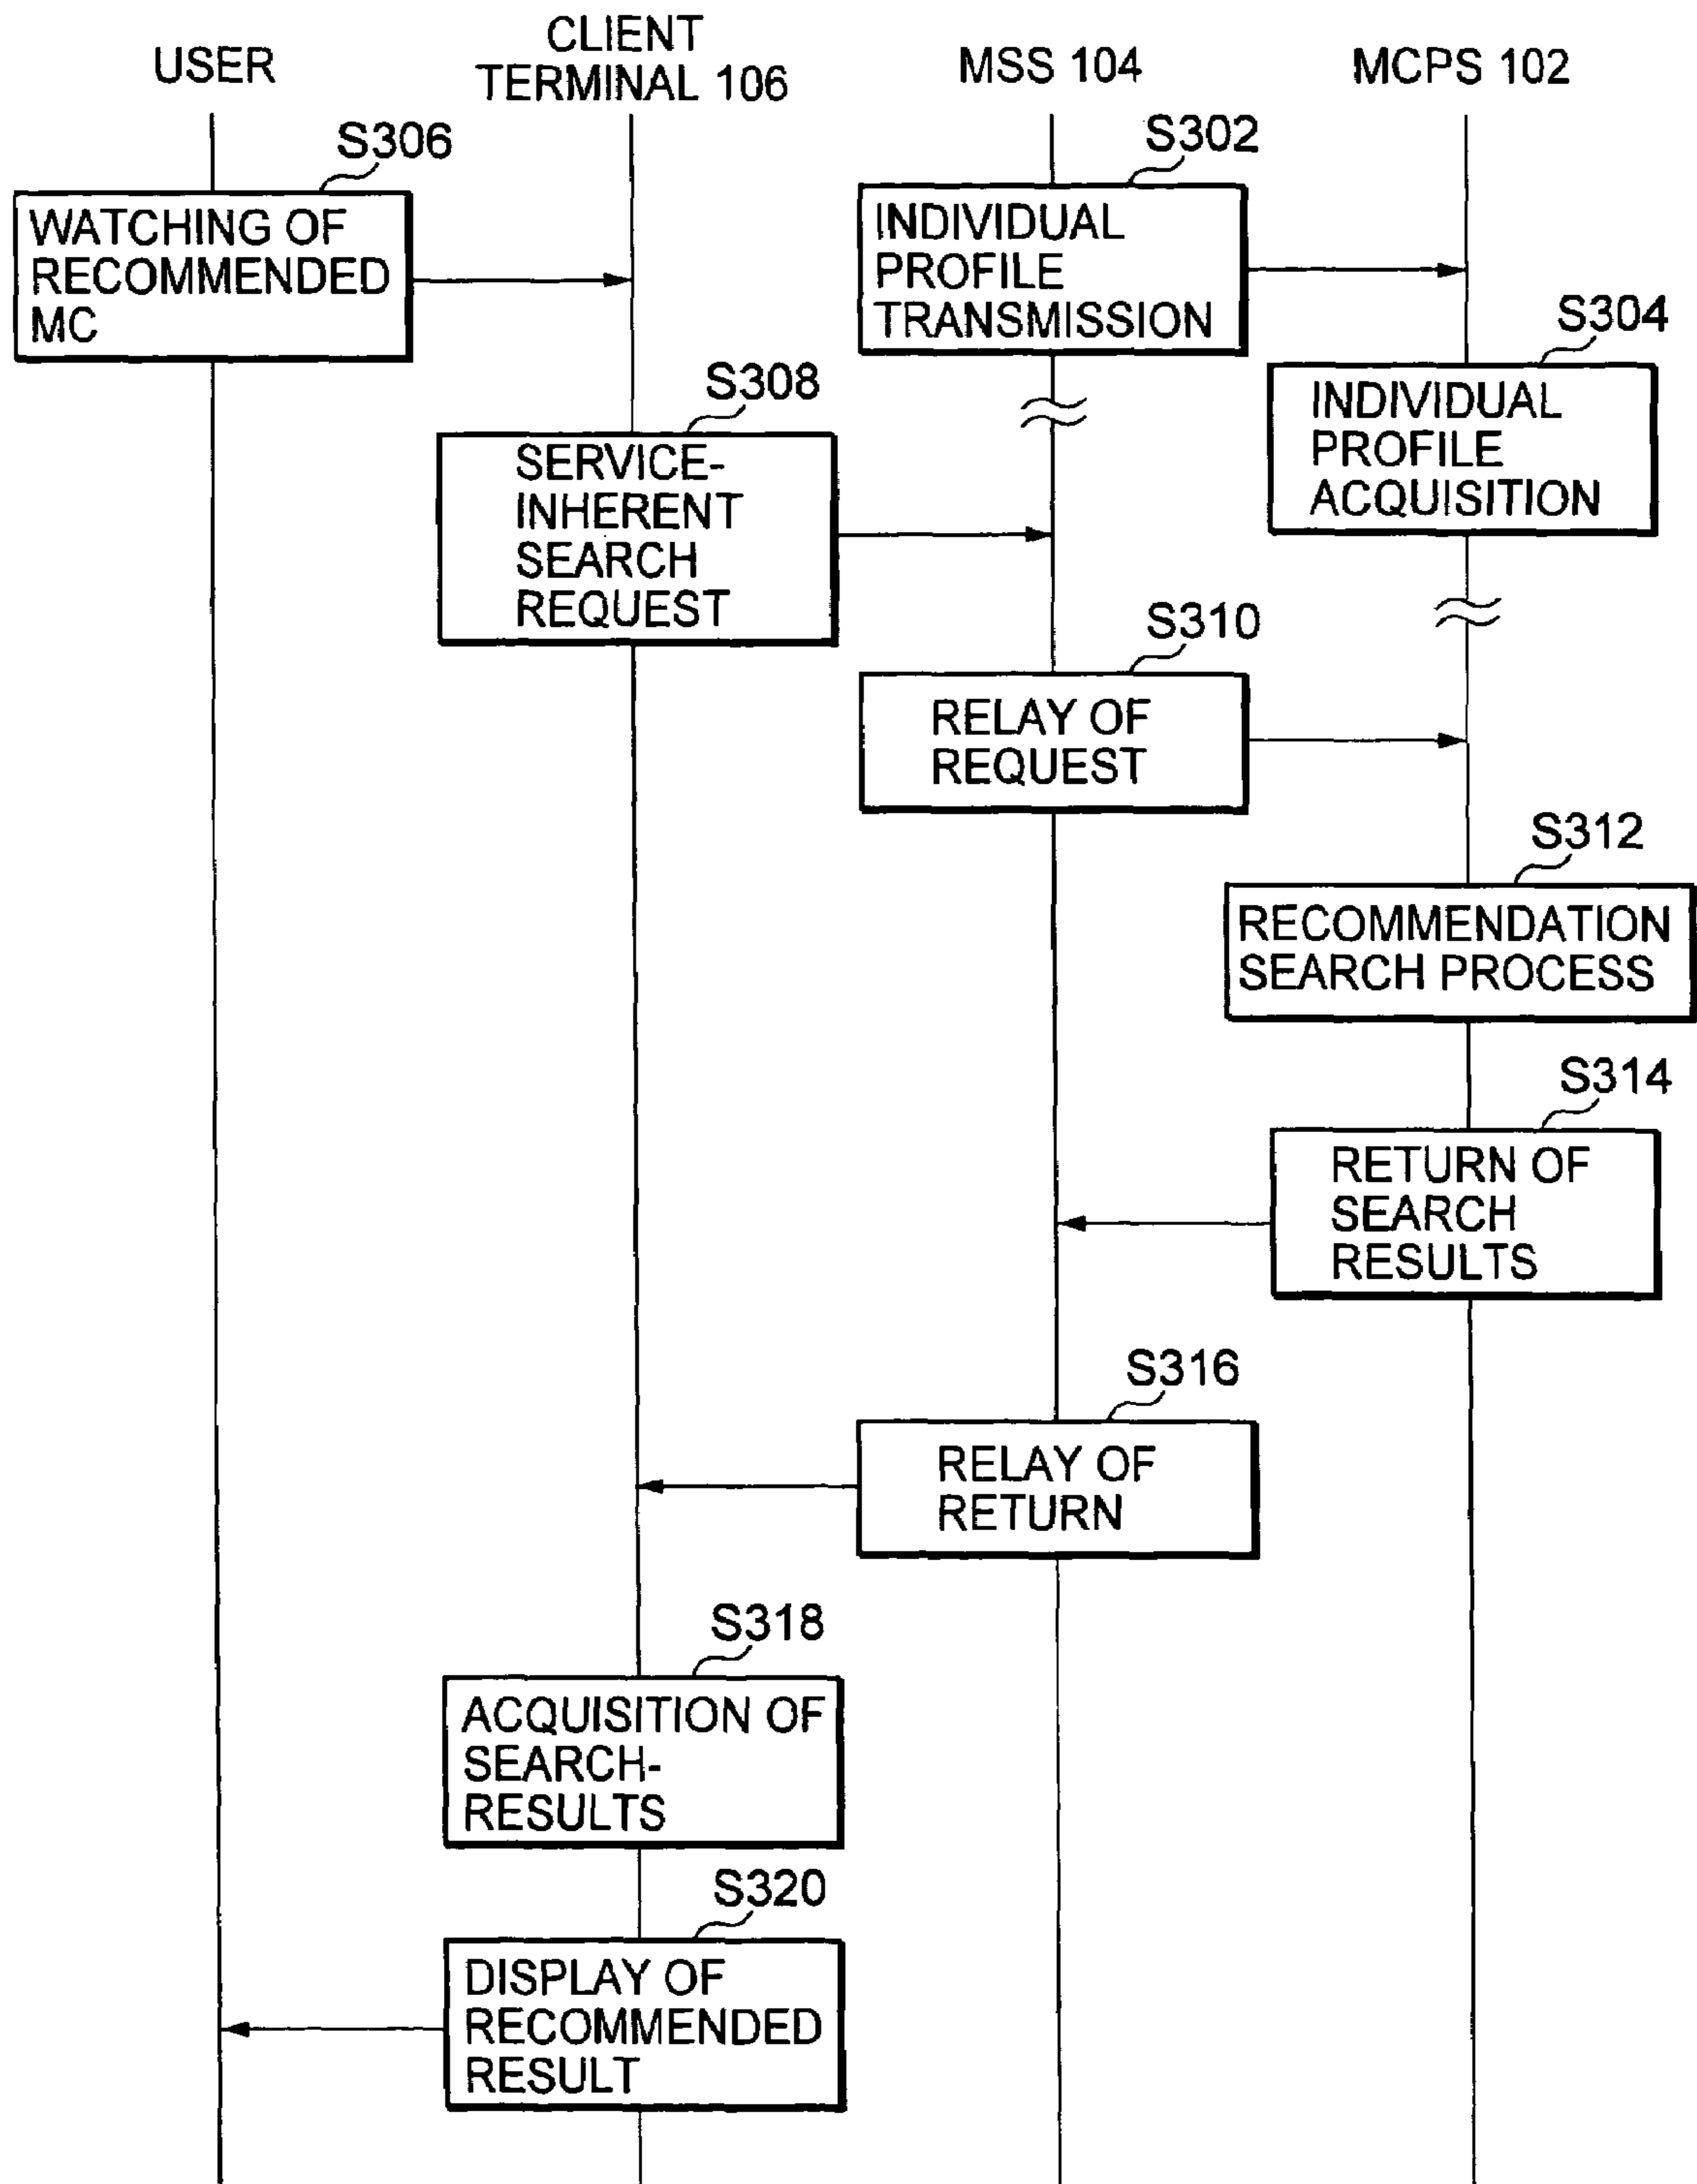 USER
CLIENT
TERMINAL 106
MSS 104
MCPS 102
S306
WATCHING OF
RECOMMENDED
MC
S302
INDIVIDUAL
PROFILE
TRANSMISSION
S304
INDIVIDUAL
PROFILE
ACQUISITION
S308
SERVICE-
INHERENT
SEARCH
REQUEST
S310
RELAY OF
REQUEST
S312
RECOMMENDATION
SEARCH PROCESS
S314
RETURN OF
SEARCH
RESULTS
S316
RELAY OF
RETURN
S318
ACQUISITION OF
SEARCH-
RESULTS
S320
DISPLAY OF
RECOMMENDED
RESULT